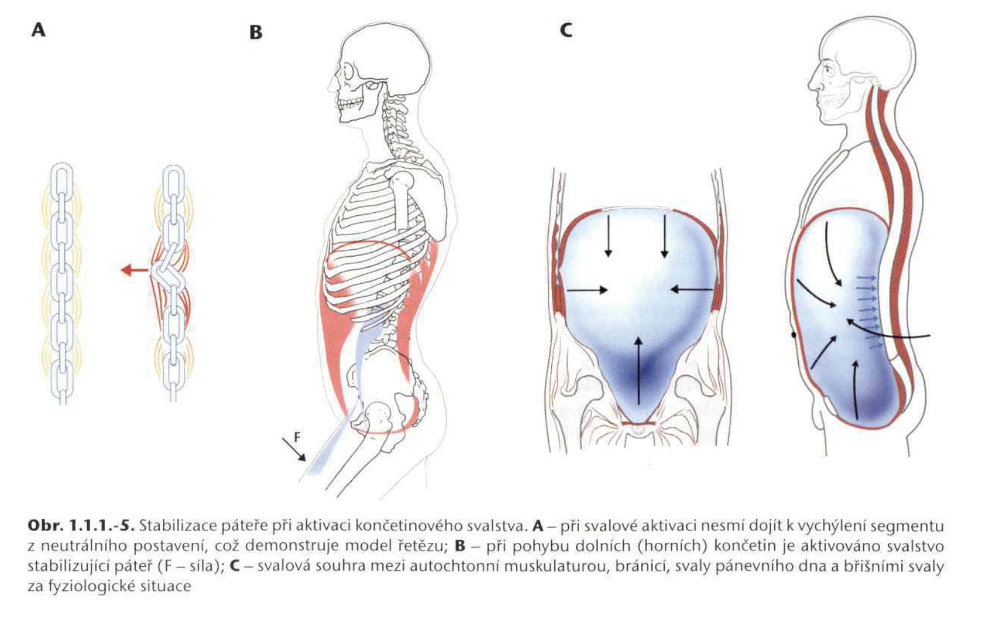 A
B
C
F
Obr. 1.1.1.-5. Stabilizace páteře při aktivaci končetinového svalstva. A – při svalové aktivaci nesmí dojít k vychýlení segmentu
z neutrálního postavení, což demonstruje model řetězu; B – při pohybu dolních (horních) končetin je aktivováno svalstvo
stabilizující páteř (F – síla); C – svalová souhra mezi autochtonní muskulaturou, bránicí, svaly pánevního dna a břišními svaly
za fyziologické situace